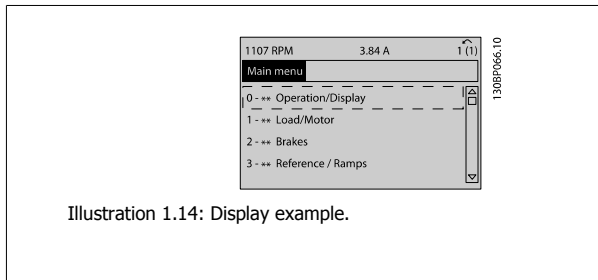 1107 RPM 3.84 A 1 (1)
Main menu
0 - ** Operation/Display
1 - ** Load/Motor
2 - ** Brakes
3 - ** Reference / Ramps
130BP066.10
Illustration 1.14: Display example.